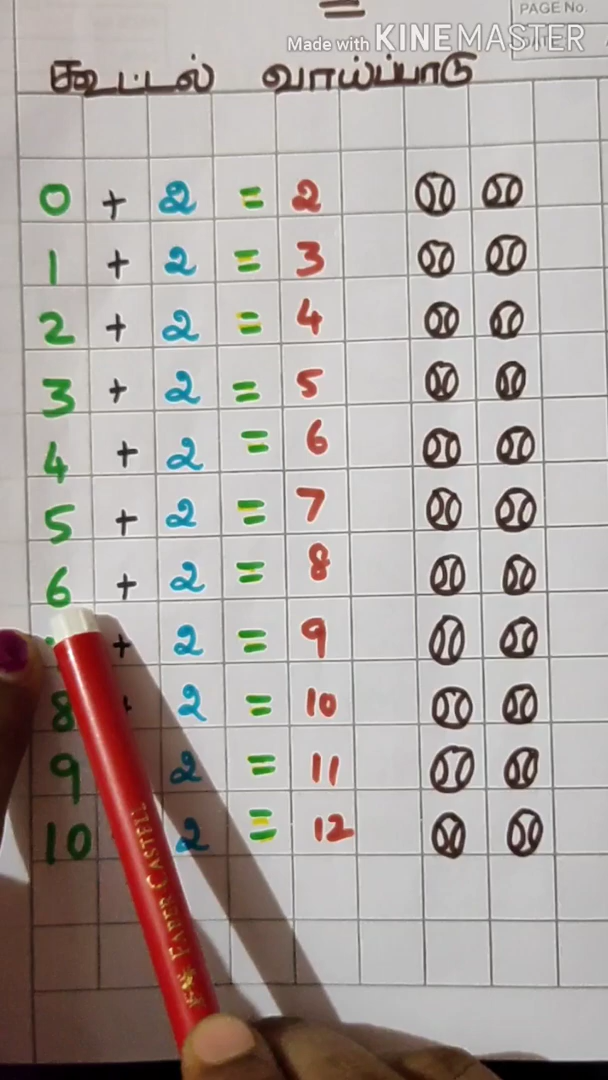 PAGE No.
Made with KINEMASTER
கூட்டல் வாய்ப்பாடு
0 + 2 = 2
1 + 2 = 3
2 + 2 = 4
3 + 2 = 5
4 + 2 = 6
5 + 2 = 7
6 + 2 = 8
+ 2 = 9
8 + 2 = 10
9 2 = 11
10 2 = 12
FABER CASTELL